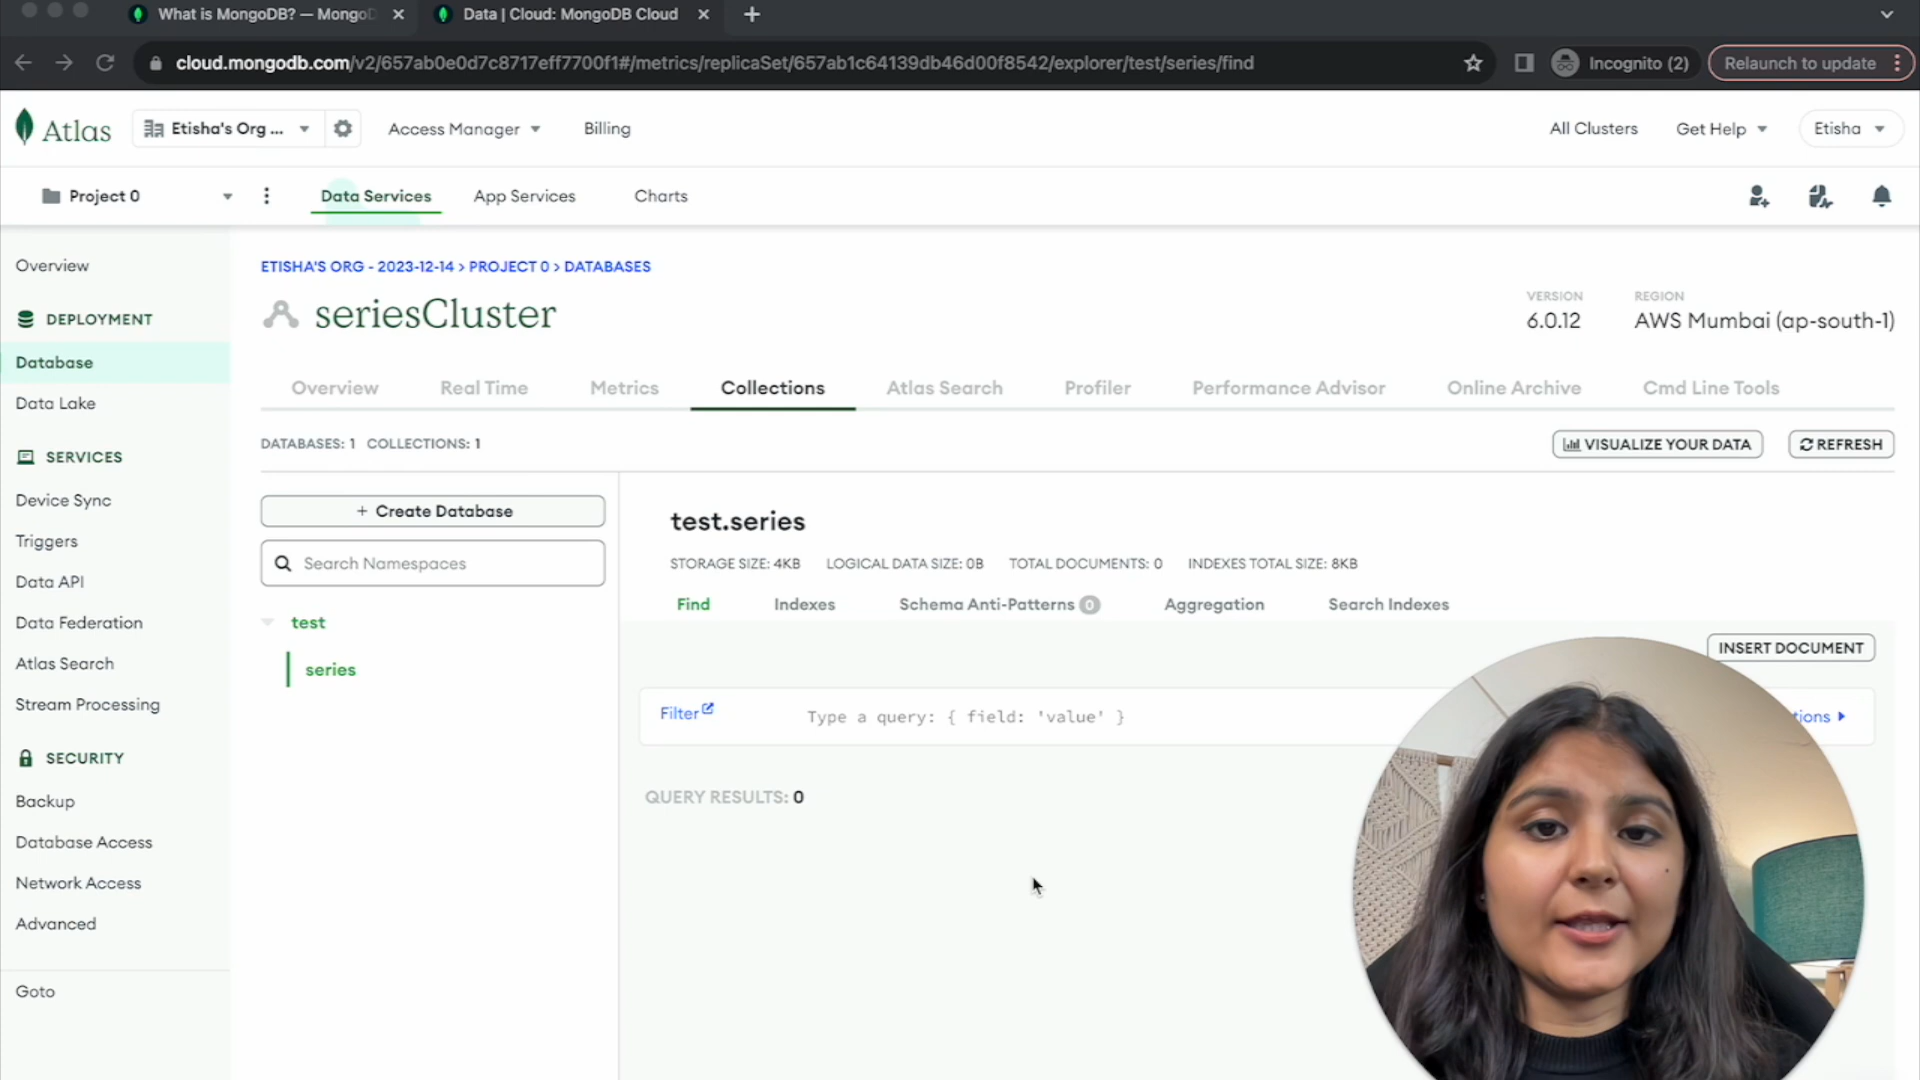 What is MongoDB? — Mongo
Data | Cloud: MongoDB Cloud
cloud.mongodb.com/v2/657ab0e0d7c8717eff7700f1#/metrics/replicaSet/657ab1c64139db46d00f8542/explorer/test/series/find
Incognito (2)
Relaunch to update
Atlas
Etisha's Org ...
Access Manager
Billing
All Clusters
Get Help
Etisha
Project 0
Data Services
App Services
Charts
Overview
DEPLOYMENT
Database
Data Lake
SERVICES
Device Sync
Triggers
Data API
Data Federation
Atlas Search
Stream Processing
SECURITY
Backup
Database Access
Network Access
Advanced
Goto
ETISHA'S ORG - 2023-12-14 > PROJECT 0 > DATABASES
seriesCluster
VERSION
6.0.12
REGION
AWS Mumbai (ap-south-1)
Overview
Real Time
Metrics
Collections
Atlas Search
Profiler
Performance Advisor
Online Archive
Cmd Line Tools
DATABASES: 1 COLLECTIONS: 1
VISUALIZE YOUR DATA
REFRESH
+ Create Database
Search Namespaces
test
series
test.series
STORAGE SIZE: 4KB LOGICAL DATA SIZE: 0B TOTAL DOCUMENTS: 0 INDEXES TOTAL SIZE: 8KB
Find
Indexes
Schema Anti-Patterns 0
Aggregation
Search Indexes
INSERT DOCUMENT
Filter
Type a query: { field: 'value' }
tions
QUERY RESULTS: 0